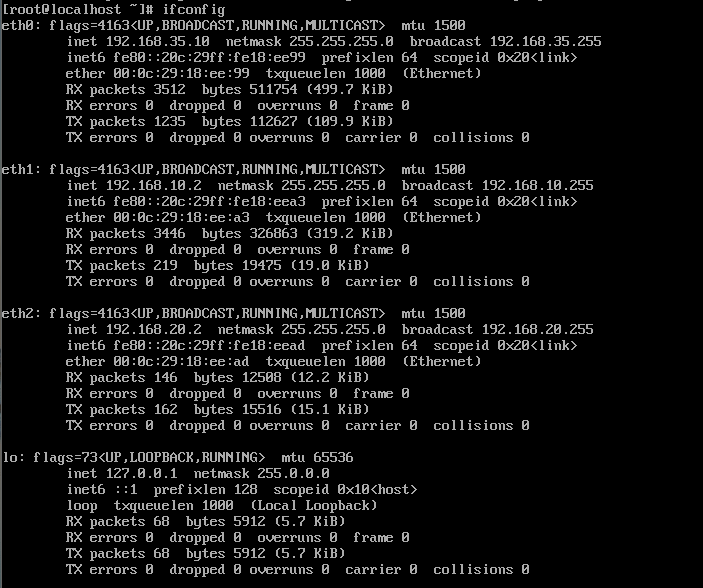 [root@localhost ~]# ifconfig
eth0: flags=4163<UP,BROADCAST,RUNNING,MULTICAST>  mtu 1500
        inet 192.168.35.10  netmask 255.255.255.0  broadcast 192.168.35.255
        inet6 fe80::20c:29ff:fe18:ee99  prefixlen 64  scopeid 0x20<link>
        ether 00:0c:29:18:ee:99  txqueuelen 1000  (Ethernet)
        RX packets 3512  bytes 511754 (499.7 KiB)
        RX errors 0  dropped 0  overruns 0  frame 0
        TX packets 1235  bytes 112627 (109.9 KiB)
        TX errors 0  dropped 0 overruns 0  carrier 0  collisions 0

eth1: flags=4163<UP,BROADCAST,RUNNING,MULTICAST>  mtu 1500
        inet 192.168.10.2  netmask 255.255.255.0  broadcast 192.168.10.255
        inet6 fe80::20c:29ff:fe18:eea3  prefixlen 64  scopeid 0x20<link>
        ether 00:0c:29:18:ee:a3  txqueuelen 1000  (Ethernet)
        RX packets 3446  bytes 326863 (319.2 KiB)
        RX errors 0  dropped 0  overruns 0  frame 0
        TX packets 219  bytes 19475 (19.0 KiB)
        TX errors 0  dropped 0 overruns 0  carrier 0  collisions 0

eth2: flags=4163<UP,BROADCAST,RUNNING,MULTICAST>  mtu 1500
        inet 192.168.20.2  netmask 255.255.255.0  broadcast 192.168.20.255
        inet6 fe80::20c:29ff:fe18:eead  prefixlen 64  scopeid 0x20<link>
        ether 00:0c:29:18:ee:ad  txqueuelen 1000  (Ethernet)
        RX packets 146  bytes 12508 (12.2 KiB)
        RX errors 0  dropped 0  overruns 0  frame 0
        TX packets 162  bytes 15516 (15.1 KiB)
        TX errors 0  dropped 0 overruns 0  carrier 0  collisions 0

lo: flags=73<UP,LOOPBACK,RUNNING>  mtu 65536
        inet 127.0.0.1  netmask 255.0.0.0
        inet6 ::1  prefixlen 128  scopeid 0x10<host>
        loop  txqueuelen 1000  (Local Loopback)
        RX packets 68  bytes 5912 (5.7 KiB)
        RX errors 0  dropped 0  overruns 0  frame 0
        TX packets 68  bytes 5912 (5.7 KiB)
        TX errors 0  dropped 0 overruns 0  carrier 0  collisions 0